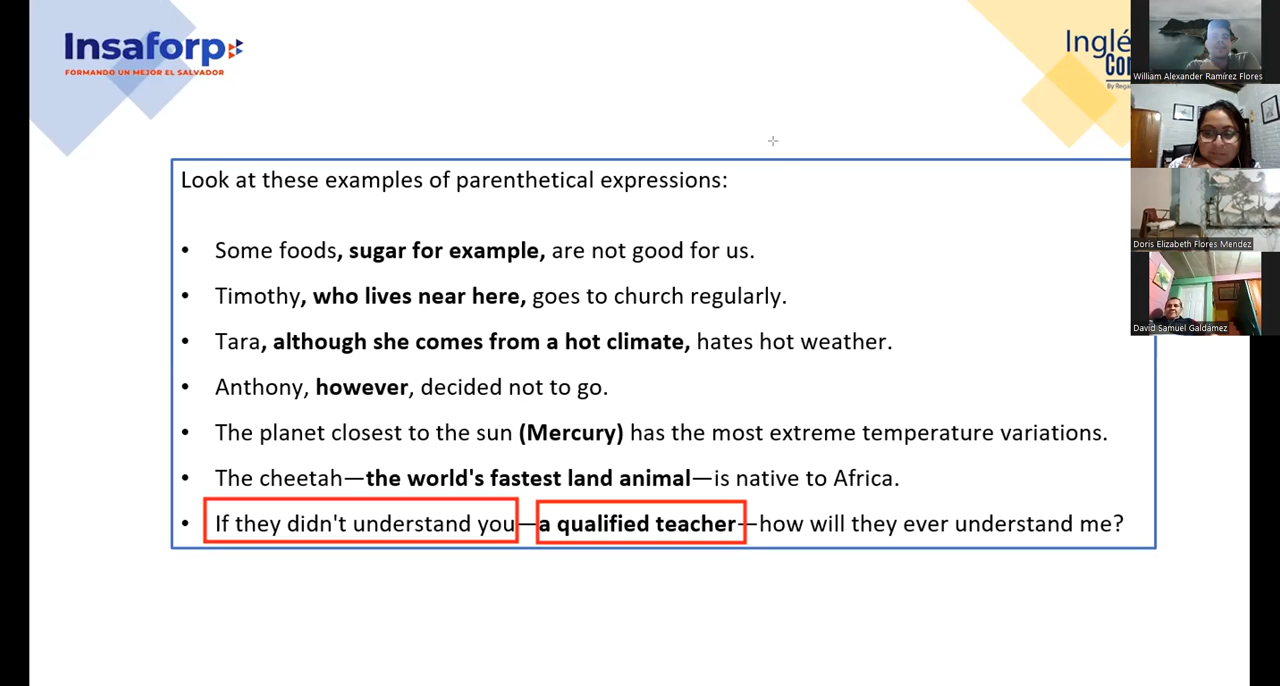 Insaforp
FORMANDO UN MEJOR EL SALVADOR
William Alexander Ramírez Flores
Look at these examples of parenthetical expressions:
• Some foods, sugar for example, are not good for us.
• Timothy, who lives near here, goes to church regularly.
• Tara, although she comes from a hot climate, hates hot weather.
• Anthony, however, decided not to go.
• The planet closest to the sun (Mercury) has the most extreme temperature variations.
• The cheetah—the world's fastest land animal—is native to Africa.
• If they didn't understand you—a qualified teacher—how will they ever understand me?
Doris Elizabeth Flores Mendez
David Samuel Galdámez